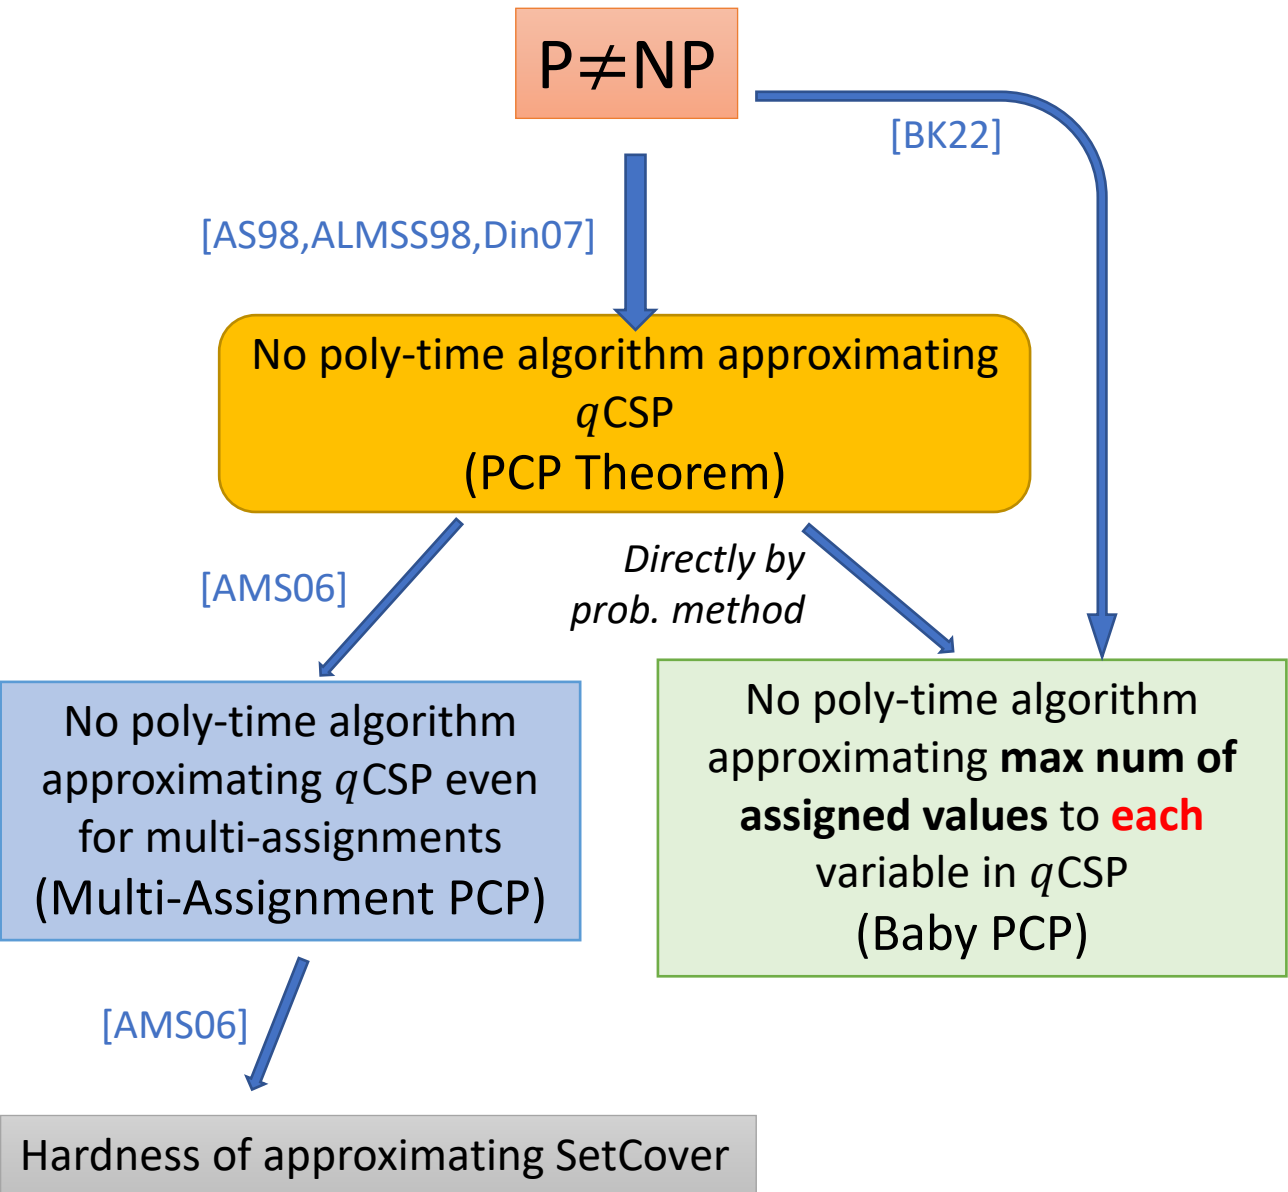 P≠NP
[BK22]
[AS98,ALMSS98,Din07]
No poly-time algorithm approximating
qCSP
(PCP Theorem)
[AMS06]
Directly by
prob. method
No poly-time algorithm
approximating qCSP even
for multi-assignments
(Multi-Assignment PCP)
No poly-time algorithm
approximating max num of
assigned values to each
variable in qCSP
(Baby PCP)
[AMS06]
Hardness of approximating SetCover